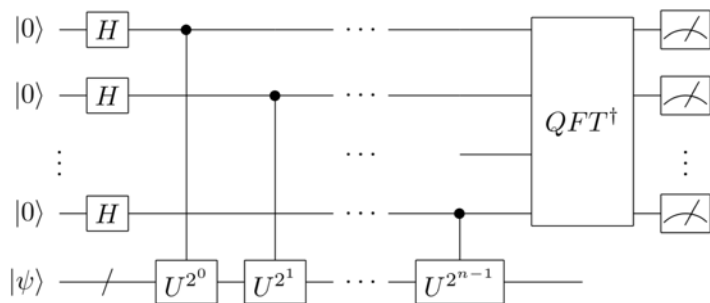 |0⟩ H ···
|0⟩ H ··· QFT†
⋮ ··· ⋮
|0⟩ H ···
|ψ⟩ U^{2^0} U^{2^1} ··· U^{2^{n−1}}